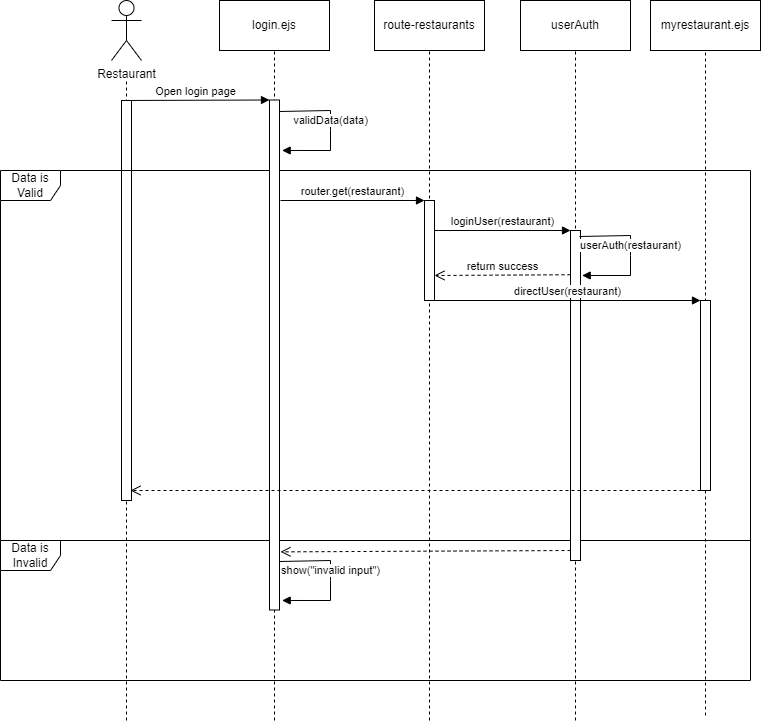 login.ejs
route-restaurants
userAuth
myrestaurant.ejs
Restaurant
Open login page
validData(data)
Data is
Valid
router.get(restaurant)
loginUser(restaurant)
userAuth(restaurant)
return success
directUser(restaurant)
Data is
Invalid
show("invalid input")